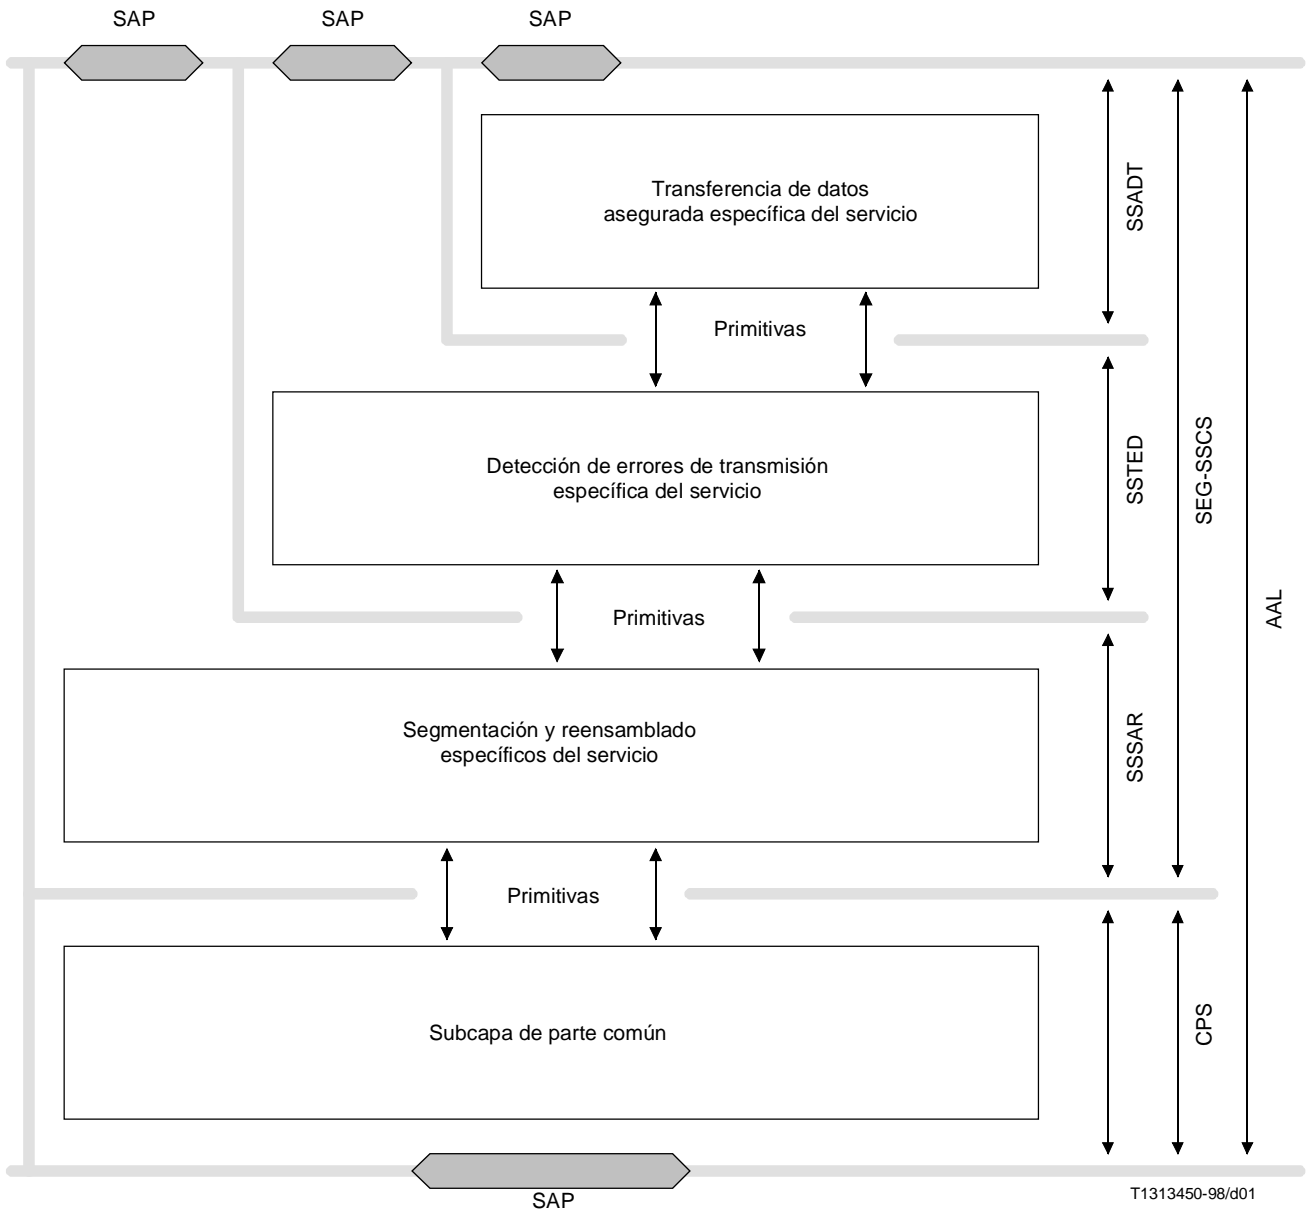 SAP
SAP
SAP
Transferencia de datos
asegurada específica del servicio
SSADT
Primitivas
Detección de errores de transmisión
específica del servicio
SSTED
SEG-SSCS
Primitivas
AAL
Segmentación y reensamblado
específicos del servicio
SSSAR
Primitivas
Subcapa de parte común
CPS
SAP
T1313450-98/d01